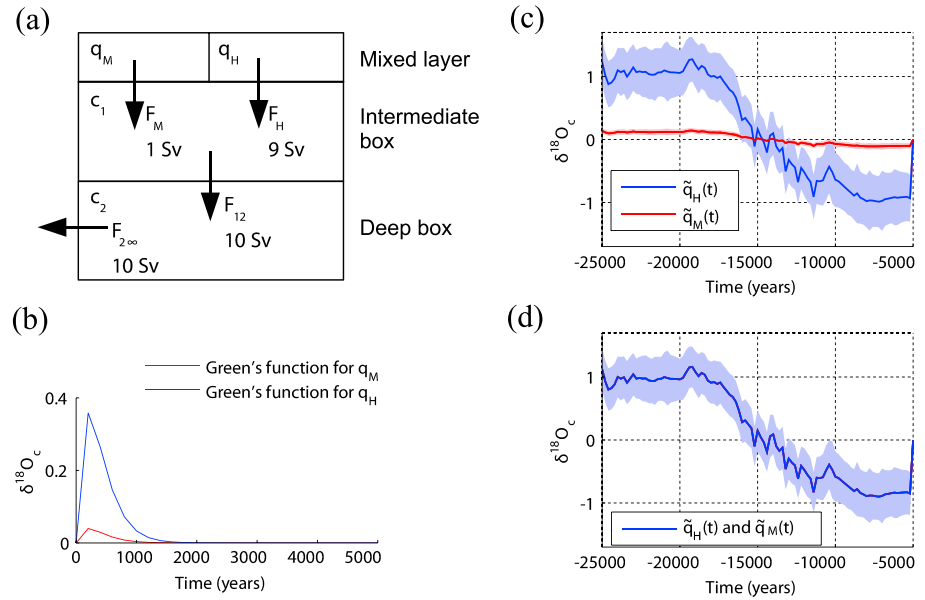 (a)
q_M
q_H
Mixed layer
c_1
F_M
1 Sv
F_H
9 Sv
Intermediate
box
c_2
F_12
10 Sv
F_2∞
10 Sv
Deep box
(b)
Green's function for q_M
Green's function for q_H
0.4
0.2
0
δ¹⁸O_c
0 1000 2000 3000 4000 5000
Time (years)
(c)
1
0
-1
δ¹⁸O_c
q̃_H(t)
q̃_M(t)
-25000 -20000 -15000 -10000 -5000
Time (years)
(d)
1
0
-1
δ¹⁸O_c
q̃_H(t) and q̃_M(t)
-25000 -20000 -15000 -10000 -5000
Time (years)